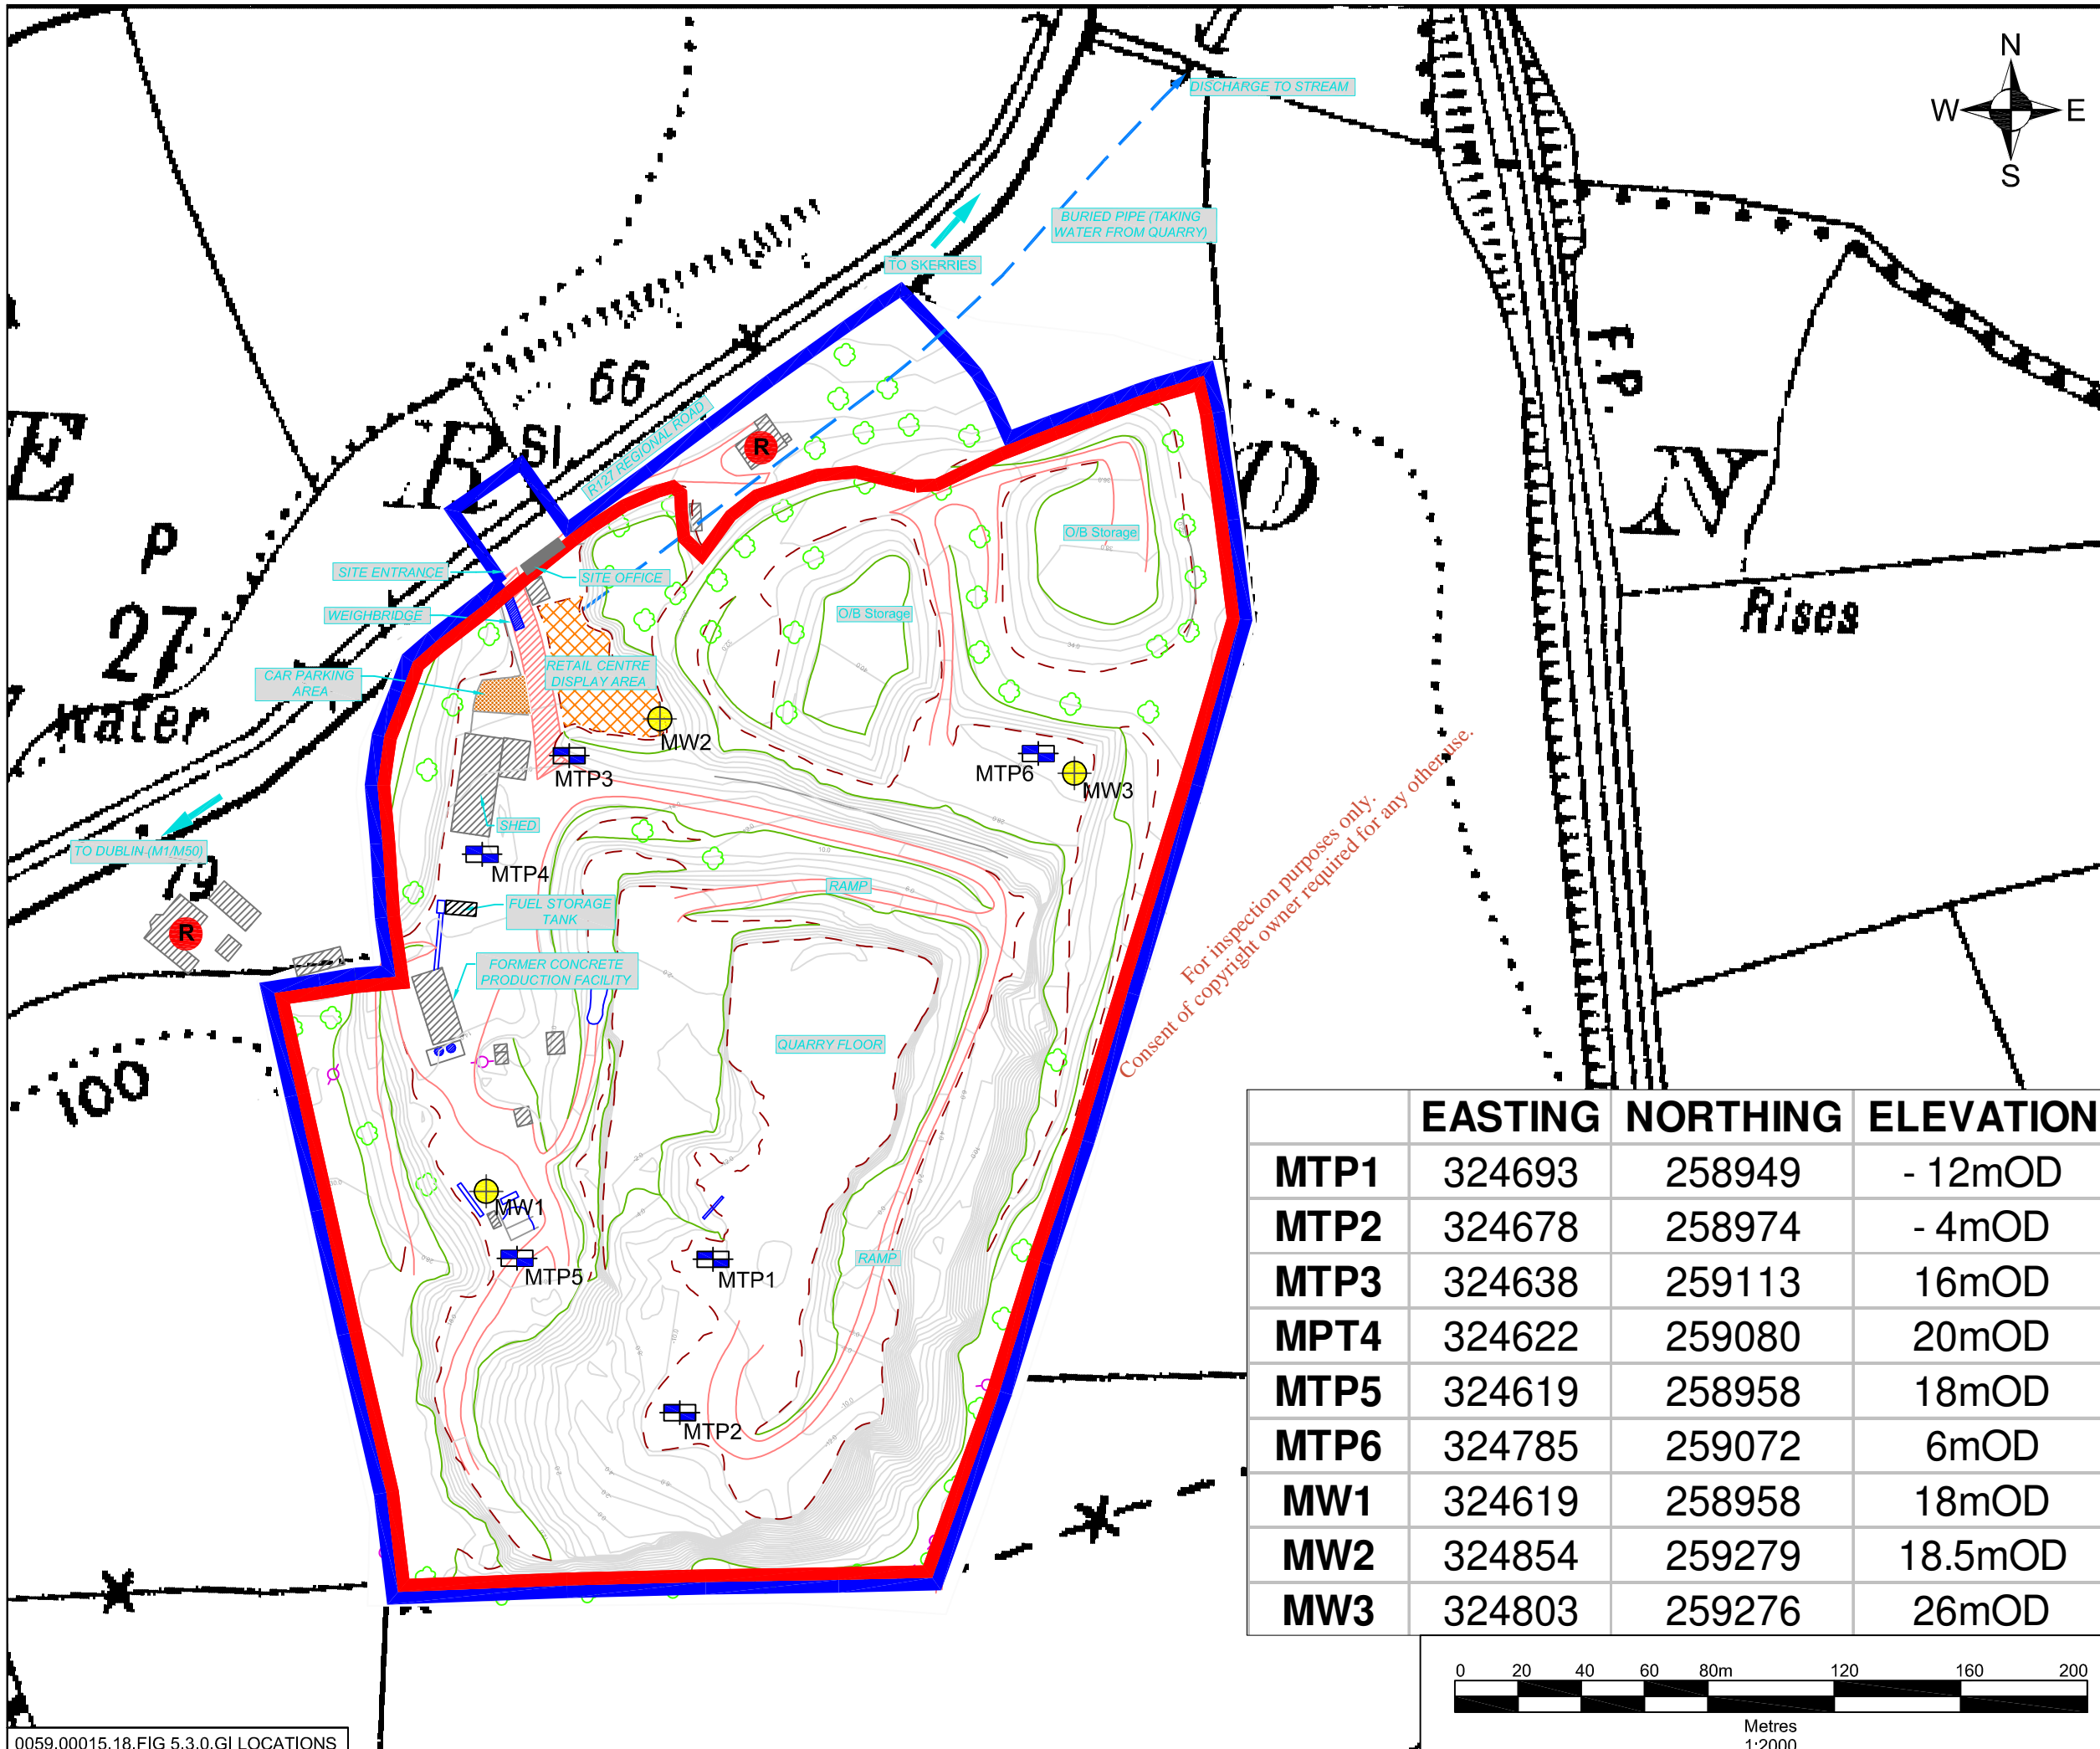 N
W E
S
DISCHARGE TO STREAM
BURIED PIPE (TAKING
WATER FROM QUARRY)
TO SKERRIES
66
F.P.
E
R
SI
R127 REGIONAL ROAD
R
D
N
P
27
Water
Rises
O/B Storage
O/B Storage
SITE ENTRANCE
SITE OFFICE
WEIGHBRIDGE
RETAIL CENTRE
DISPLAY AREA
CAR PARKING
AREA
MW2
MTP3
MTP6
MW3
SHED
TO DUBLIN (M1/M50)
79
MTP4
RAMP
FUEL STORAGE
TANK
R
FORMER CONCRETE
PRODUCTION FACILITY
QUARRY FLOOR
100
For inspection purposes only.
Consent of copyright owner required for any other use.
MW1
MTP5
MTP1
RAMP
MTP2
EASTING NORTHING ELEVATION
MTP1 324693 258949 - 12mOD
MTP2 324678 258974 - 4mOD
MTP3 324638 259113 16mOD
MPT4 324622 259080 20mOD
MTP5 324619 258958 18mOD
MTP6 324785 259072 6mOD
MW1 324619 258958 18mOD
MW2 324854 259279 18.5mOD
MW3 324803 259276 26mOD
0 20 40 60 80m 120 160 200
Metres
1:2000
0059.00015.18.FIG 5.3.0.GI LOCATIONS